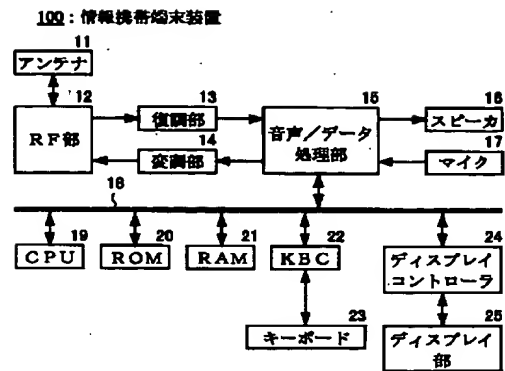 100：情報携帯端末装置
11
アンテナ
12
RF部
13
復調部
14
変調部
15
音声／データ
処理部
16
スピーカ
17
マイク
18
19
CPU
20
ROM
21
RAM
22
KBC
23
キーボード
24
ディスプレイ
コントローラ
25
ディスプレイ
部